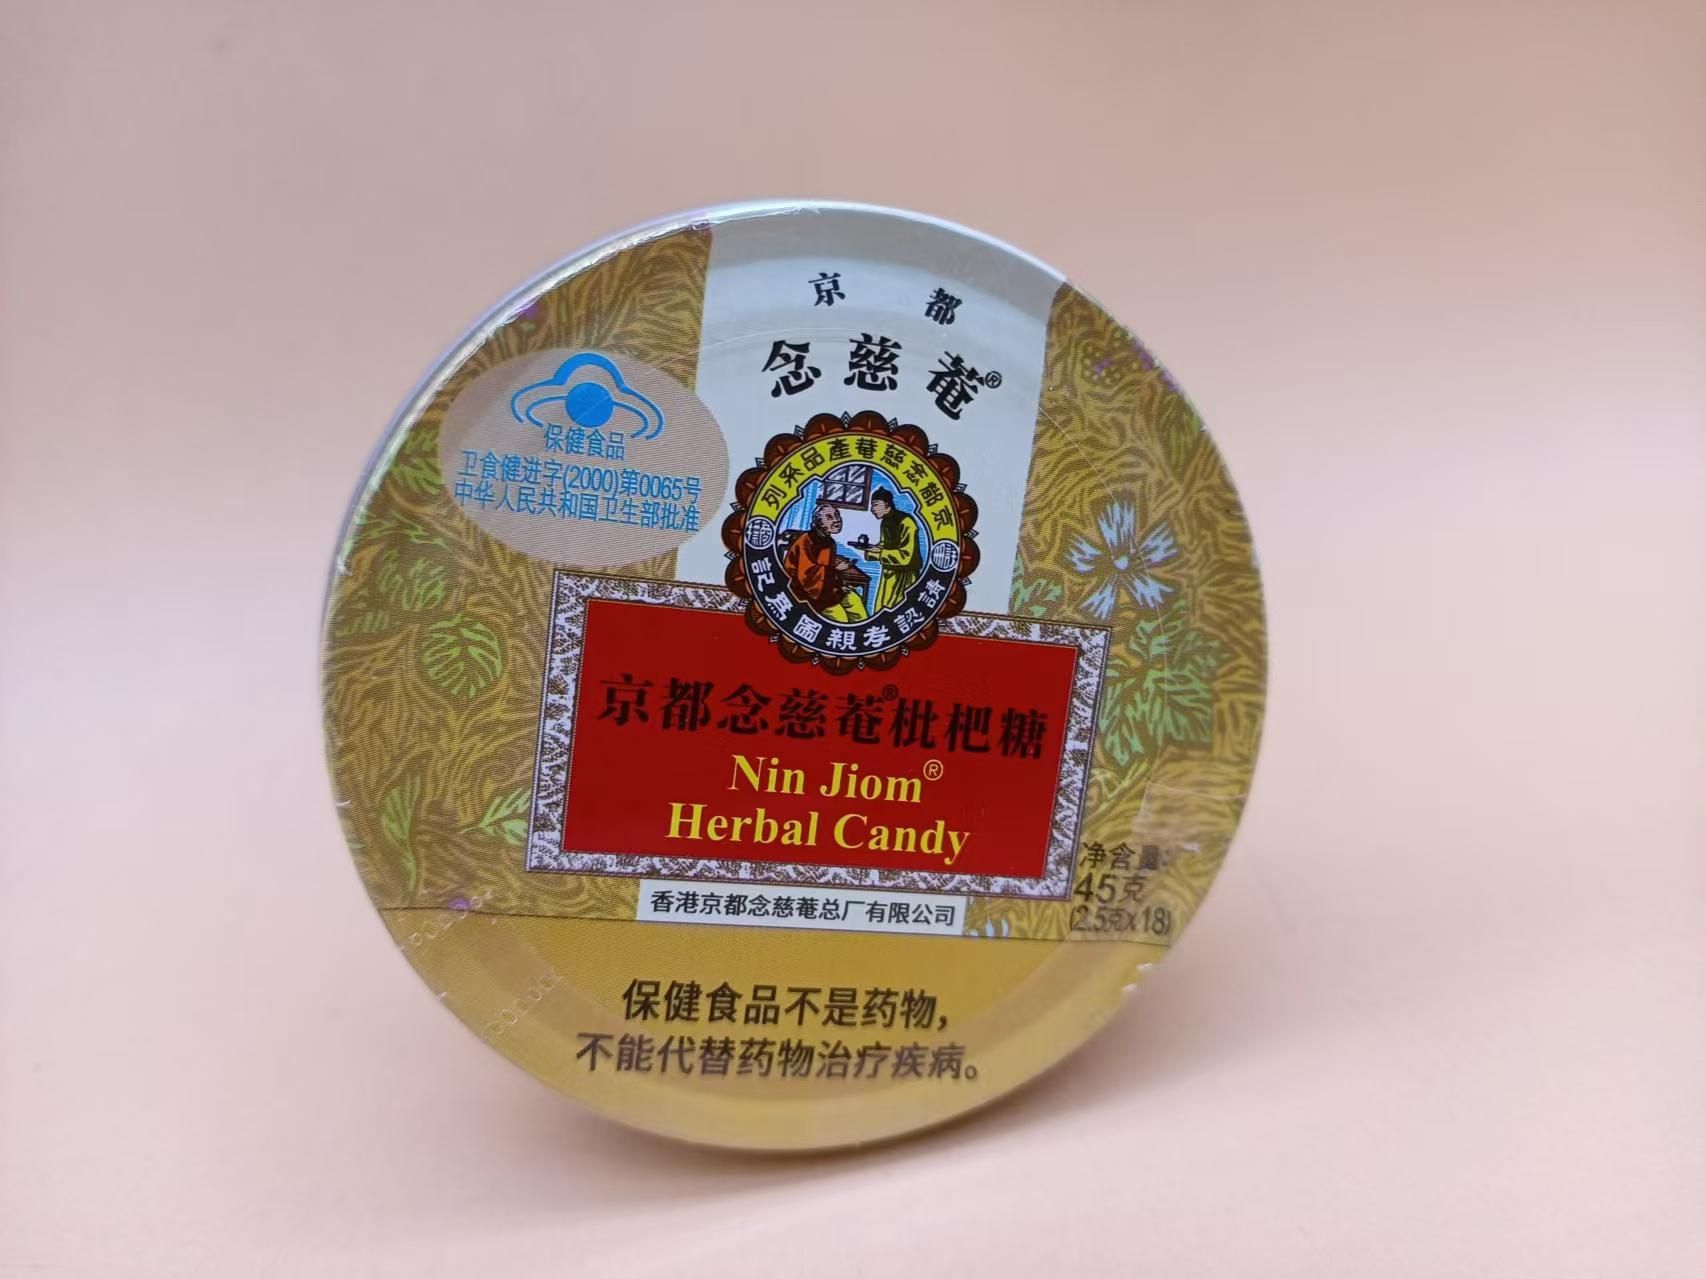 京都
念慈菴®
保健食品
卫食健进字(2000)第0065号
中华人民共和国卫生部批准
京都念慈菴產品系列
請認孝親圖爲記
京都念慈菴®枇杷糖
Nin Jiom®
Herbal Candy
净含量:
45克
(2.5克x18)
香港京都念慈菴总厂有限公司
保健食品不是药物，
不能代替药物治疗疾病。